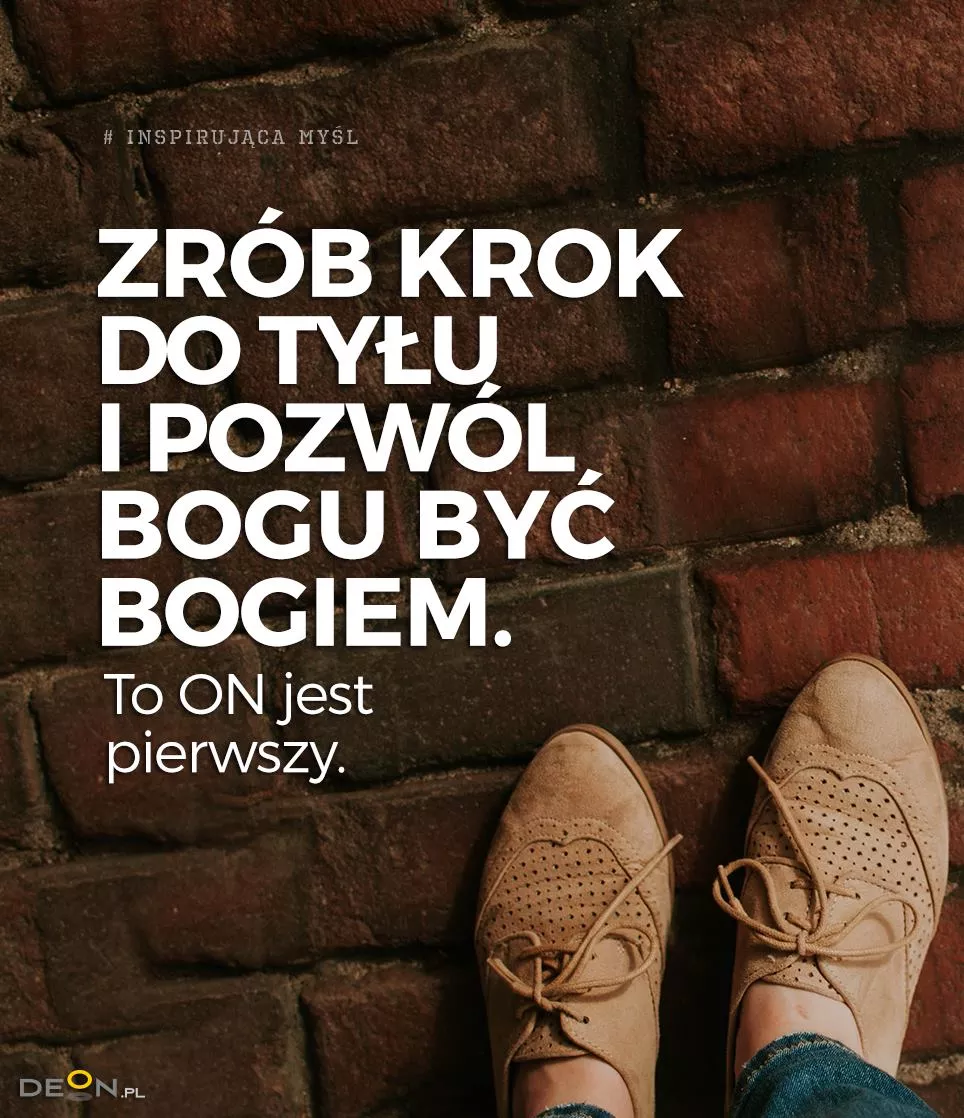 # INSPIRUJĄCA MYŚL
ZRÓB KROK
DO TYŁU
I POZWÓL
BOGU BYĆ
BOGIEM.
To ON jest
pierwszy.
DEON.PL